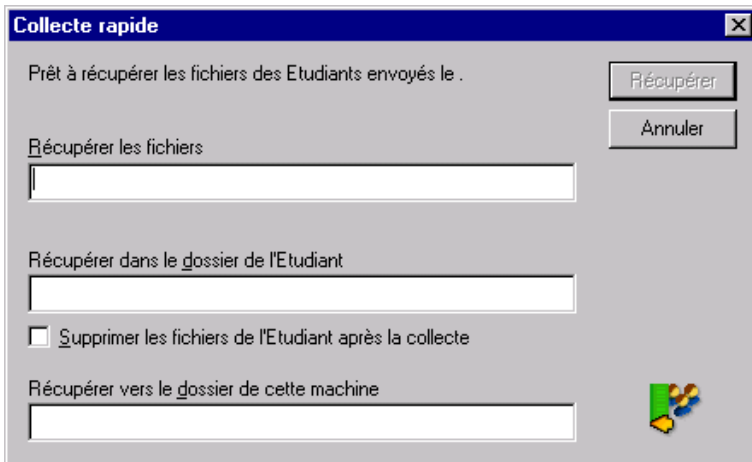 Collecte rapide
Prêt à récupérer les fichiers des Etudiants envoyés le .
Récupérer
Annuler
Récupérer les fichiers
Récupérer dans le dossier de l'Etudiant
Supprimer les fichiers de l'Etudiant après la collecte
Récupérer vers le dossier de cette machine